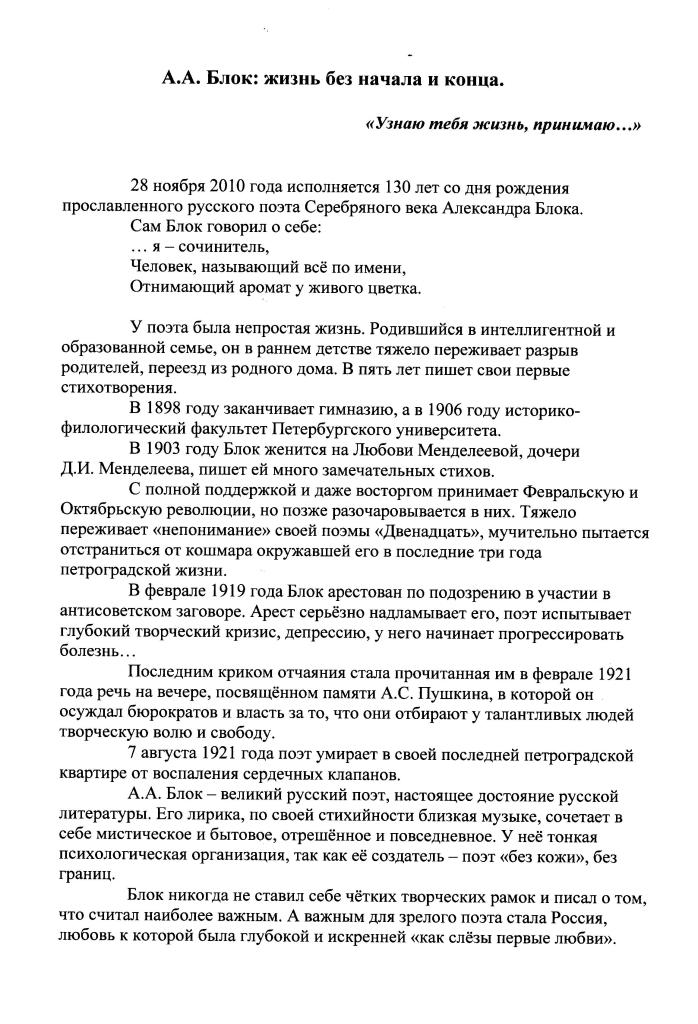 А.А. Блок: жизнь без начала и конца.
«Узнаю тебя жизнь, принимаю…»
28 ноября 2010 года исполняется 130 лет со дня рождения
прославленного русского поэта Серебряного века Александра Блока.
Сам Блок говорил о себе:
… я – сочинитель,
Человек, называющий всё по имени,
Отнимающий аромат у живого цветка.
У поэта была непростая жизнь. Родившийся в интеллигентной и
образованной семье, он в раннем детстве тяжело переживает разрыв
родителей, переезд из родного дома. В пять лет пишет свои первые
стихотворения.
В 1898 году заканчивает гимназию, а в 1906 году историко-
филологический факультет Петербургского университета.
В 1903 году Блок женится на Любови Менделеевой, дочери
Д.И. Менделеева, пишет ей много замечательных стихов.
С полной поддержкой и даже восторгом принимает Февральскую и
Октябрьскую революции, но позже разочаровывается в них. Тяжело
переживает «непонимание» своей поэмы «Двенадцать», мучительно пытается
отстраниться от кошмара окружавшей его в последние три года
петроградской жизни.
В феврале 1919 года Блок арестован по подозрению в участии в
антисоветском заговоре. Арест серьёзно надламывает его, поэт испытывает
глубокий творческий кризис, депрессию, у него начинает прогрессировать
болезнь…
Последним криком отчаяния стала прочитанная им в феврале 1921
года речь на вечере, посвящённом памяти А.С. Пушкина, в которой он
осуждал бюрократов и власть за то, что они отбирают у талантливых людей
творческую волю и свободу.
7 августа 1921 года поэт умирает в своей последней петроградской
квартире от воспаления сердечных клапанов.
А.А. Блок – великий русский поэт, настоящее достояние русской
литературы. Его лирика, по своей стихийности близкая музыке, сочетает в
себе мистическое и бытовое, отрешённое и повседневное. У неё тонкая
психологическая организация, так как её создатель – поэт «без кожи», без
границ.
Блок никогда не ставил себе чётких творческих рамок и писал о том,
что считал наиболее важным. А важным для зрелого поэта стала Россия,
любовь к которой была глубокой и искренней «как слёзы первые любви».